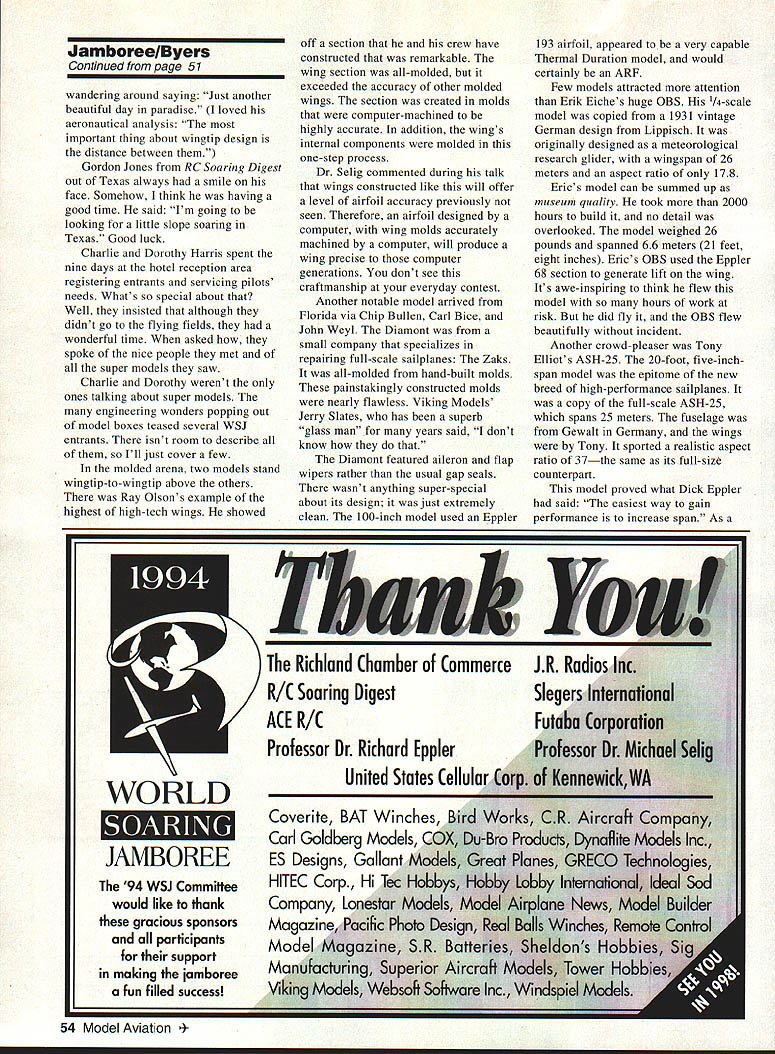 Jamboree/Byers
Continued from page 51
wandering around saying: “Just another
beautiful day in paradise.” (I loved his
aeronautical analysis: “The most
important thing about wingtip design is
the distance between them.”)
Gordon Jones from RC Soaring Digest
out of Texas always had a smile on his
face. Somehow, I think he was having a
good time. He said: “I’m going to be
looking for a little slope soaring in
Texas.” Good luck.
Charlie and Dorothy Harris spent the
nine days at the hotel reception area
registering entrants and servicing pilots’
needs. What’s so special about that?
Well, they insisted that although they
didn’t go to the flying fields, they had a
wonderful time. When asked how, they
spoke of the nice people they met and of
all the super models they saw.
Charlie and Dorothy weren’t the only
ones talking about super models. The
many engineering wonders popping out
of model boxes teased several WSJ
entrants. There isn’t room to describe all
of them, so I’ll just cover a few.
In the molded arena, two models stand
wingtip-to-wingtip above the others.
There was Ray Olson’s example of the
highest of high-tech wings. He showed
off a section that he and his crew have
constructed that was remarkable. The
wing section was all-molded, but it
exceeded the accuracy of other molded
wings. The section was created in molds
that were computer-machined to be
highly accurate. In addition, the wing’s
internal components were molded in this
one-step process.
Dr. Selig commented during his talk
that wings constructed like this will offer
a level of airfoil accuracy previously not
seen. Therefore, an airfoil designed by a
computer, with wing molds accurately
machined by a computer, will produce a
wing precise to those computer
generations. You don’t see this
craftmanship at your everyday contest.
Another notable model arrived from
Florida via Chip Bullen, Carl Bice, and
John Weyl. The Diamont was from a
small company that specializes in
repairing full-scale sailplanes: The Zaks.
It was all-molded from hand-built molds.
These painstakingly constructed molds
were nearly flawless. Viking Models’
Jerry Slates, who has been a superb
“glass man” for many years said, “I don’t
know how they do that.”
The Diamont featured aileron and flap
wipers rather than the usual gap seals.
There wasn’t anything super-special
about its design; it was just extremely
clean. The 100-inch model used an Eppler
193 airfoil, appeared to be a very capable
Thermal Duration model, and would
certainly be an ARF.
Few models attracted more attention
than Erik Eiche’s huge OBS. His 1/4-scale
model was copied from a 1931 vintage
German design from Lippisch. It was
originally designed as a meteorological
research glider, with a wingspan of 26
meters and an aspect ratio of only 17.8.
Eric’s model can be summed up as
museum quality. He took more than 2000
hours to build it, and no detail was
overlooked. The model weighed 26
pounds and spanned 6.6 meters (21 feet,
eight inches). Eric’s OBS used the Eppler
68 section to generate lift on the wing.
It’s awe-inspiring to think he flew this
model with so many hours of work at
risk. But he did fly it, and the OBS flew
beautifully without incident.
Another crowd-pleaser was Tony
Elliot’s ASH-25. The 20-foot, five-inch-
span model was the epitome of the new
breed of high-performance sailplanes. It
was a copy of the full-scale ASH-25,
which spans 25 meters. The fuselage was
from Gewalt in Germany, and the wings
were by Tony. It sported a realistic aspect
ratio of 37—the same as its full-size
counterpart.
This model proved what Dick Eppler
had said: “The easiest way to gain
performance is to increase span.” As a
1994
WORLD
SOARING
JAMBOREE
The ’94 WSJ Committee
would like to thank
these gracious sponsors
and all participants
for their support
in making the jamboree
a fun filled success!
Thank You!
The Richland Chamber of Commerce
R/C Soaring Digest
ACE R/C
Professor Dr. Richard Eppler
J.R. Radios Inc.
Slegers International
Futaba Corporation
Professor Dr. Michael Selig
United States Cellular Corp. of Kennewick, WA
Coverite, BAT Winches, Bird Works, C.R. Aircraft Company,
Carl Goldberg Models, COX, Du-Bro Products, Dynaflite Models Inc.,
ES Designs, Gallant Models, Great Planes, GRECO Technologies,
HITEC Corp., Hi Tec Hobbys, Hobby Lobby International, Ideal Sod
Company, Lonestar Models, Model Airplane News, Model Builder
Magazine, Pacific Photo Design, Real Balls Winches, Remote Control
Model Magazine, S.R. Batteries, Sheldon’s Hobbies, Sig
Manufacturing, Superior Aircraft Models, Tower Hobbies,
Viking Models, Websoft Software Inc., Windspiel Models.
SEE YOU
IN 1998!
54 Model Aviation